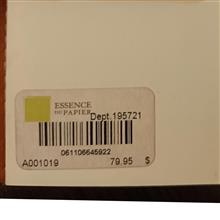 ESSENCE
DU PAPIER
Dept.195721
061106645922
A001019 79.95 $